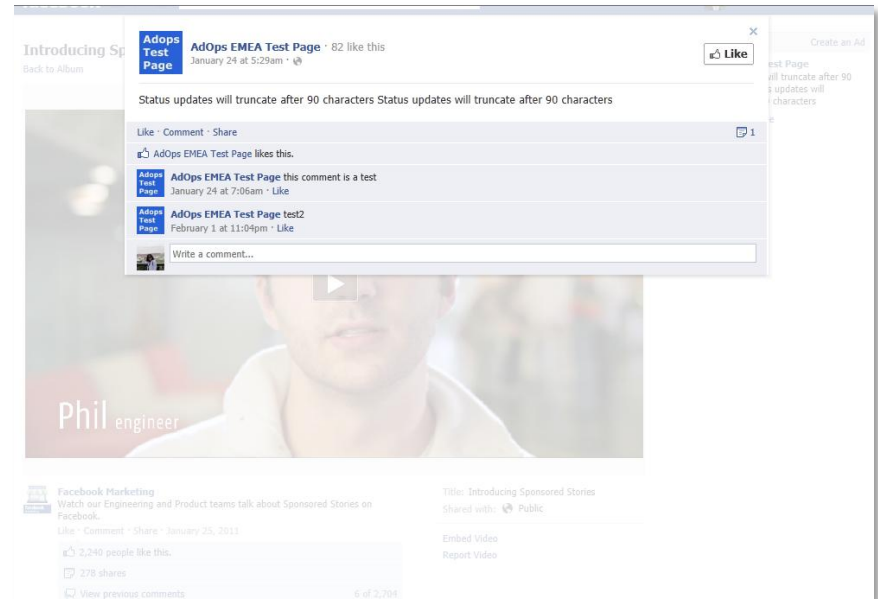 Create an Ad
Introducing Sp
Back to Album
Adops
Test
Page
AdOps EMEA Test Page · 82 like this
January 24 at 5:29am ·
×
Like
Status updates will truncate after 90 characters Status updates will truncate after 90 characters
Like · Comment · Share
1
AdOps EMEA Test Page likes this.
Adops
Test
Page
AdOps EMEA Test Page this comment is a test
January 24 at 7:06am · Like
Adops
Test
Page
AdOps EMEA Test Page test2
February 1 at 11:04pm · Like
Write a comment...
est Page
will truncate after 90
s updates will
characters
Phil engineer
Facebook Marketing
Watch our Engineering and Product teams talk about Sponsored Stories on
Facebook.
Like · Comment · Share · January 25, 2011
2,240 people like this.
278 shares
View previous comments
6 of 2,704
Title: Introducing Sponsored Stories
Shared with: Public
Embed Video
Report Video